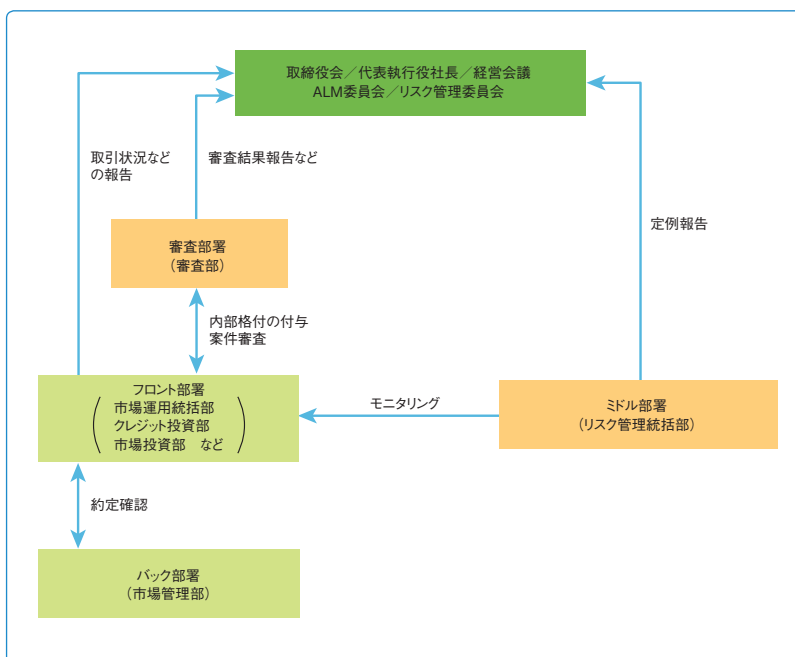 取締役会／代表執行役社長／経営会議
ALM委員会／リスク管理委員会
取引状況など
の報告
審査結果報告など
定例報告
審査部署
（審査部）
内部格付の付与
案件審査
フロント部署
市場運用統括部
クレジット投資部
市場投資部　など
モニタリング
ミドル部署
（リスク管理統括部）
約定確認
バック部署
（市場管理部）